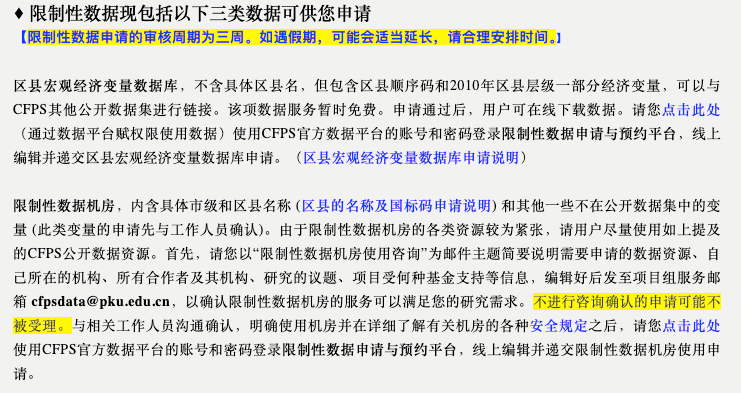 ♦ 限制性数据现包括以下三类数据可供您申请
【限制性数据申请的审核周期为三周。如遇假期，可能会适当延长，请合理安排时间。】
区县宏观经济变量数据库，不含具体区县名，但包含区县顺序码和2010年区县层级一部分经济变量，可以与
CFPS其他公开数据集进行链接。该项数据服务暂时免费。申请通过后，用户可在线下载数据。请您点击此处
（通过数据平台赋权限使用数据）使用CFPS官方数据平台的账号和密码登录限制性数据申请与预约平台，线上
编辑并递交区县宏观经济变量数据库申请。（区县宏观经济变量数据库申请说明）
限制性数据机房，内含具体市级和区县名称 (区县的名称及国标码申请说明) 和其他一些不在公开数据集中的变
量 (此类变量的申请先与工作人员确认)。由于限制性数据机房的各类资源较为紧张，请用户尽量使用如上提及
的CFPS公开数据资源。首先，请您以“限制性数据机房使用咨询”为邮件主题简要说明需要申请的数据资源、自
己所在的机构、所有合作者及其机构、研究的议题、项目受何种基金支持等信息，编辑好后发至项目组服务邮
箱 cfpsdata@pku.edu.cn，以确认限制性数据机房的服务可以满足您的研究需求。不进行咨询确认的申请可能不
被受理。与相关工作人员沟通确认，明确使用机房并在详细了解有关机房的各种安全规定之后，请您点击此处
使用CFPS官方数据平台的账号和密码登录限制性数据申请与预约平台，线上编辑并递交限制性数据机房使用申
请。